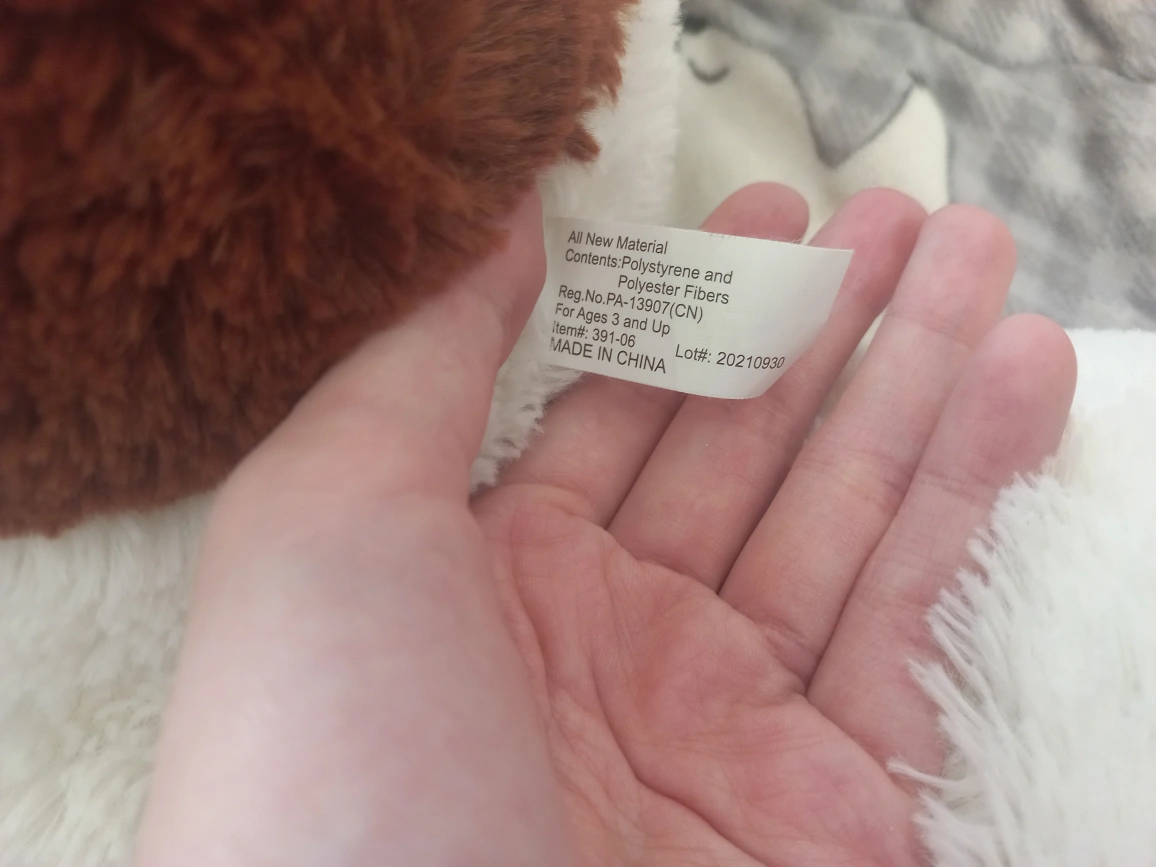 All New Material
Contents:Polystyrene and
Polyester Fibers
Reg.No.PA-13907(CN)
For Ages 3 and Up
Item#: 391-06
Lot#: 20210930
MADE IN CHINA